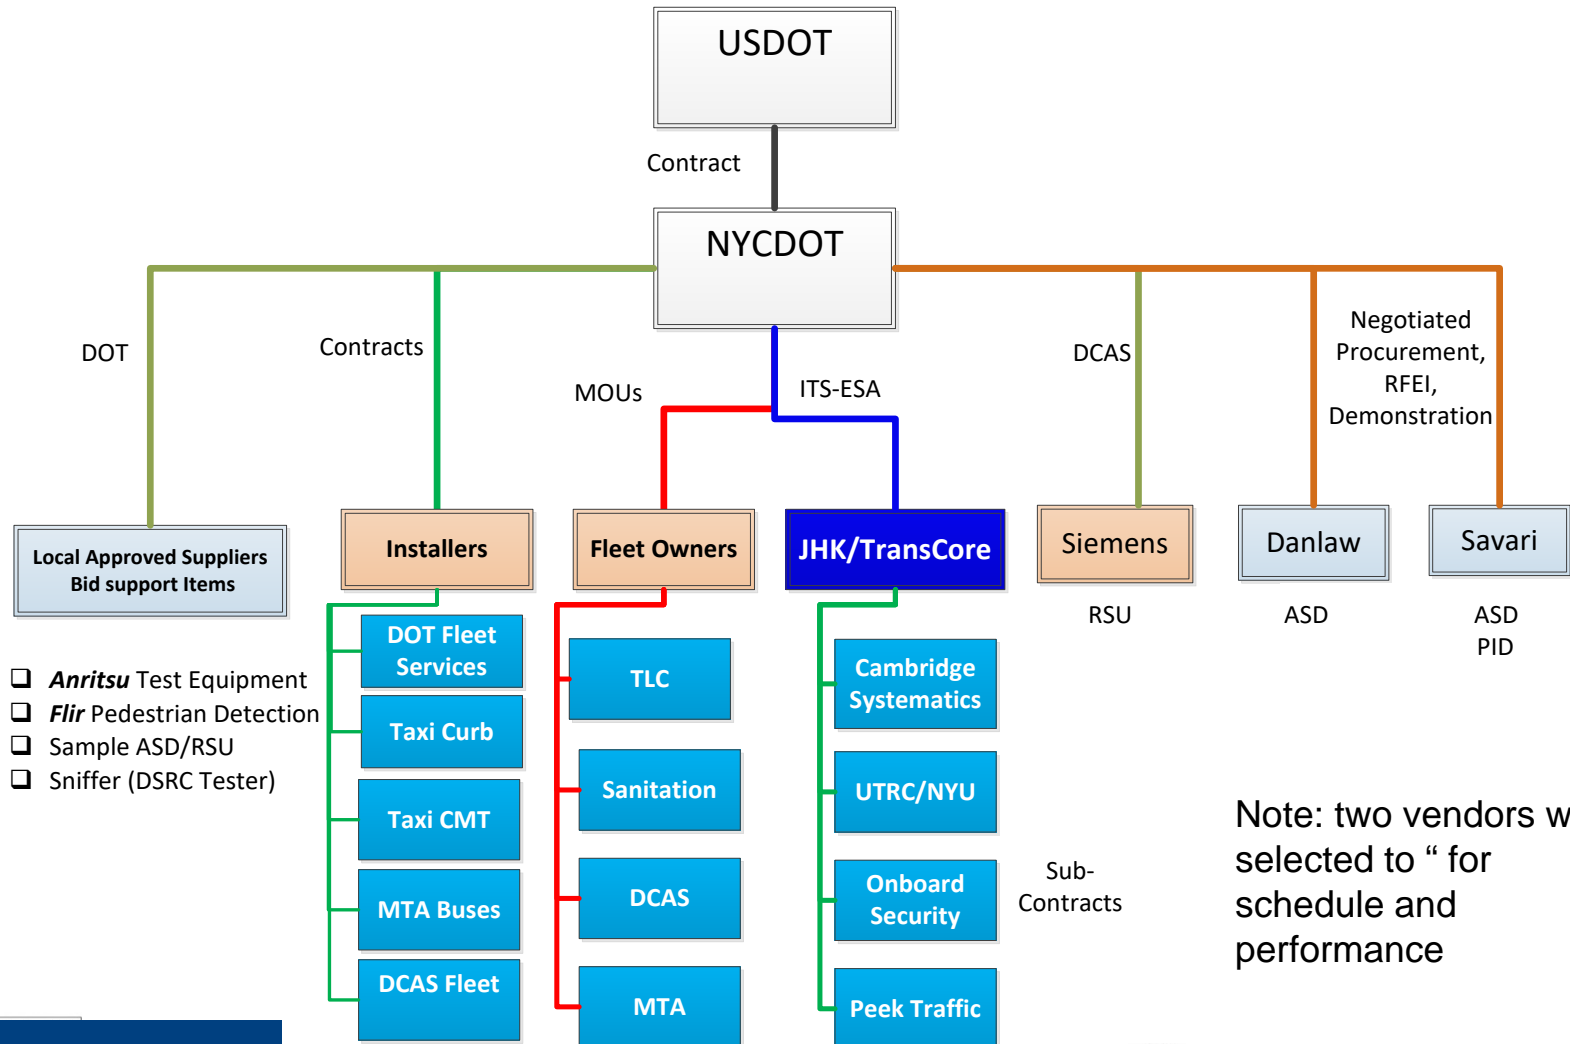 USDOT
Contract
NYCDOT
DOT
Contracts
MOUs
ITS-ESA
DCAS
Negotiated
Procurement,
RFEI,
Demonstration
Local Approved Suppliers
Bid support Items
Installers
Fleet Owners
JHK/TransCore
Siemens
Danlaw
Savari
RSU
ASD
ASD
PID
❑ Anritsu Test Equipment
❑ Flir Pedestrian Detection
❑ Sample ASD/RSU
❑ Sniffer (DSRC Tester)
DOT Fleet
Services
Taxi Curb
Taxi CMT
MTA Buses
DCAS Fleet
TLC
Sanitation
DCAS
MTA
Cambridge
Systematics
UTRC/NYU
Onboard
Security
Peek Traffic
Sub-
Contracts
Note: two vendors
selected to “ for
schedule and
performance